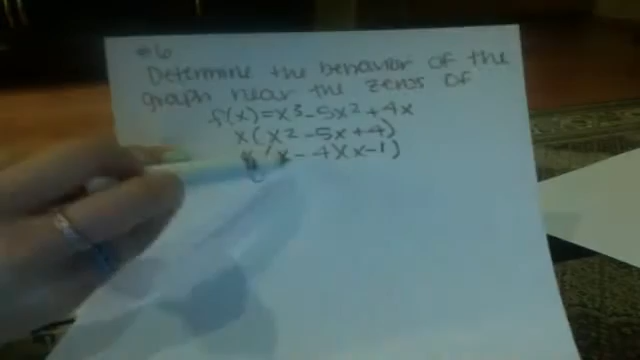 #6
Determine the behavior of the
graph near the zeros of
f(x)=x³-5x²+4x
x(x²-5x+4)
x(x-4)(x-1)